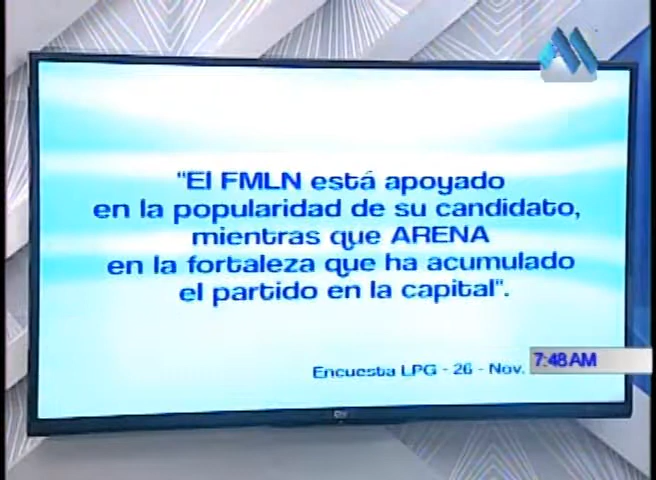 "El FMLN está apoyado
en la popularidad de su candidato,
mientras que ARENA
en la fortaleza que ha acumulado
el partido en la capital".
Encuesta LPG - 26 - Nov.
7:48 AM